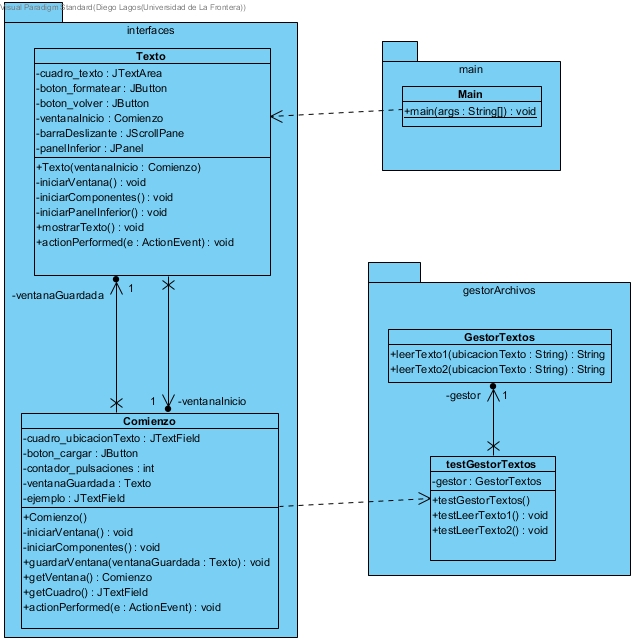 Visual Paradigm Standard(Diego Lagos(Universidad de La Frontera))
interfaces
Texto
-cuadro_texto : JTextArea
-boton_formatear : JButton
-boton_volver : JButton
-ventanaInicio : Comienzo
-barraDeslizante : JScrollPane
-panelInferior : JPanel
+Texto(ventanaInicio : Comienzo)
-iniciarVentana() : void
-iniciarComponentes() : void
-iniciarPanelInferior() : void
+mostrarTexto() : void
+actionPerformed(e : ActionEvent) : void
-ventanaGuardada
1
1
-ventanaInicio
Comienzo
-cuadro_ubicacionTexto : JTextField
-boton_cargar : JButton
-contador_pulsaciones : int
-ventanaGuardada : Texto
-ejemplo : JTextField
+Comienzo()
-iniciarVentana() : void
-iniciarComponentes() : void
+guardarVentana(ventanaGuardada : Texto) : void
+getVentana() : Comienzo
+getCuadro() : JTextField
+actionPerformed(e : ActionEvent) : void
main
Main
+main(args : String[]) : void
gestorArchivos
GestorTextos
+leerTexto1(ubicacionTexto : String) : String
+leerTexto2(ubicacionTexto : String) : String
-gestor
1
testGestorTextos
-gestor : GestorTextos
+testGestorTextos()
+testLeerTexto1() : void
+testLeerTexto2() : void